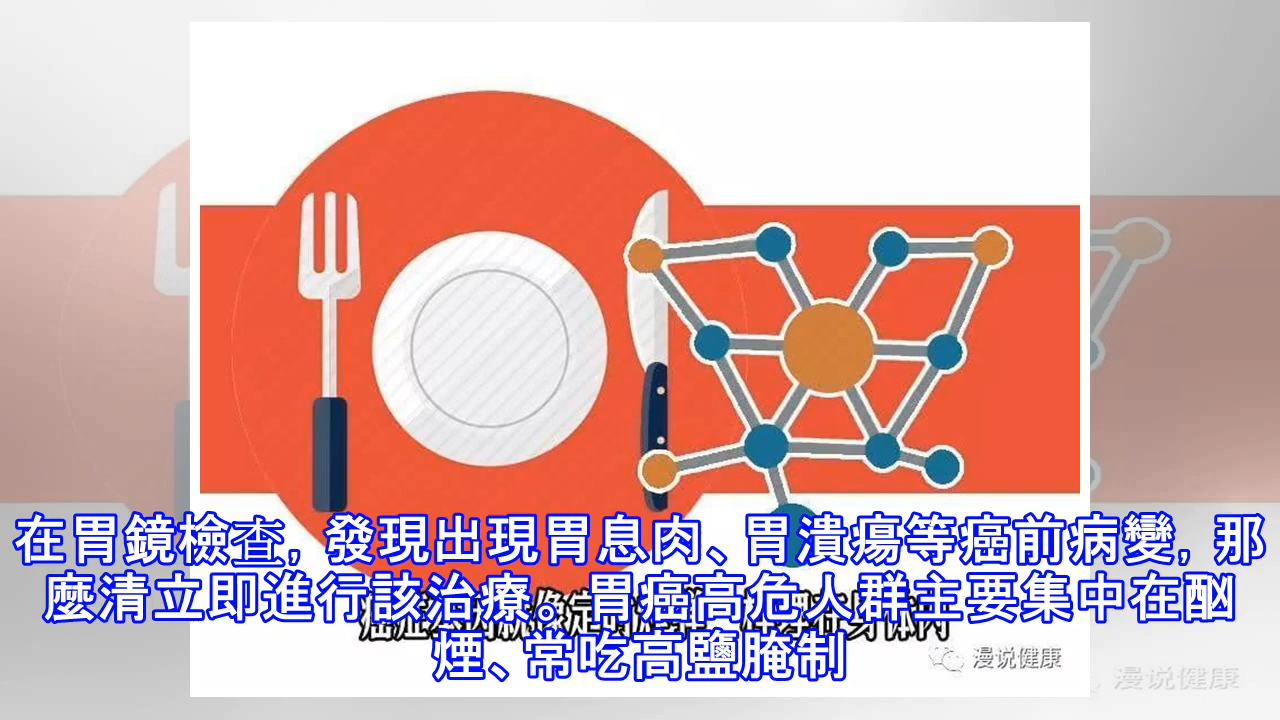 在胃鏡檢查, 發現出現胃息肉、胃潰瘍等癌前病變, 那
麼清立即進行該治療。胃癌高危人群主要集中在酗
煙、常吃高鹽腌制
漫说健康
漫说健康